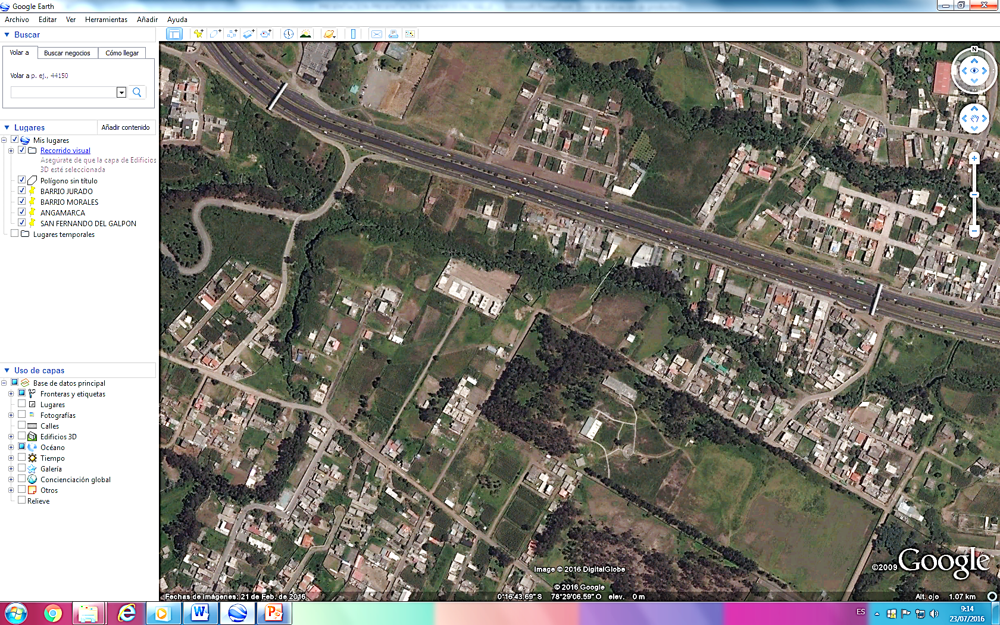 Google Earth
Archivo Editar Ver Herramientas Añadir Ayuda
Buscar
Volar a Buscar negocios Cómo llegar
Volar a p. ej., 44150
Lugares Añadir contenido
Mis lugares
Recorrido visual
Asegúrate de que la capa de Edificios
3D esté seleccionada
Polígono sin título
BARRIO JURADO
BARRIO MORALES
ANGAMARCA
SAN FERNANDO DEL GALPON
Lugares temporales
Uso de capas
Base de datos principal
Fronteras y etiquetas
Lugares
Fotografías
Calles
Edificios 3D
Océano
Tiempo
Galería
Concienciación global
Otros
Relieve
N
Image © 2016 DigitalGlobe
© 2016 Google
©2009 Google™
Fechas de imágenes: 21 de Feb. de 2016 0°16'43.69" S 78°29'06.59" O elev. 0 m Alt. ojo 1.07 km
ES 9:14
23/07/2016